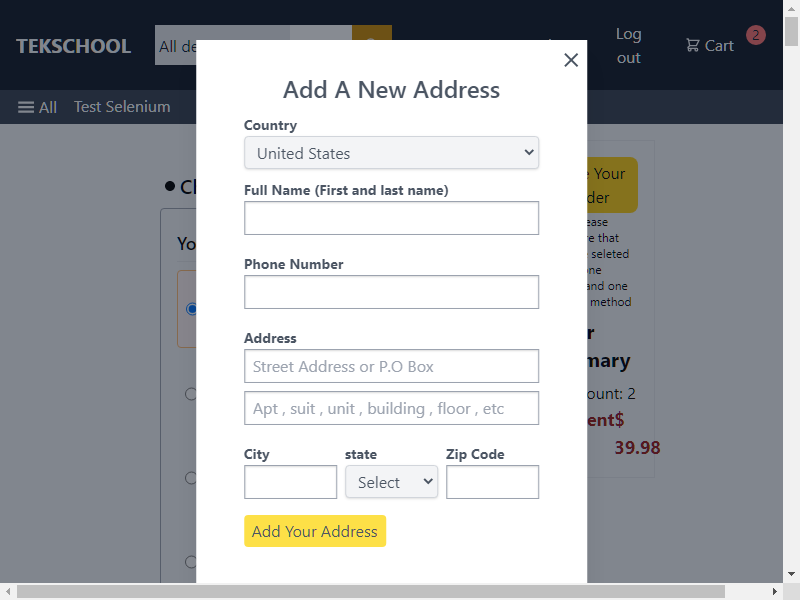 TEKSCHOOL
All de
Log
out
Cart
2
All
Test Selenium
Add A New Address
Country
United States
Full Name (First and last name)
Phone Number
Address
Street Address or P.O Box
Apt , suit , unit , building , floor , etc
City
state
Zip Code
Select
Add Your Address
Yo
e Your
der
ease
re that
seleted
one
and one
method
r
mary
ount: 2
ent$
39.98